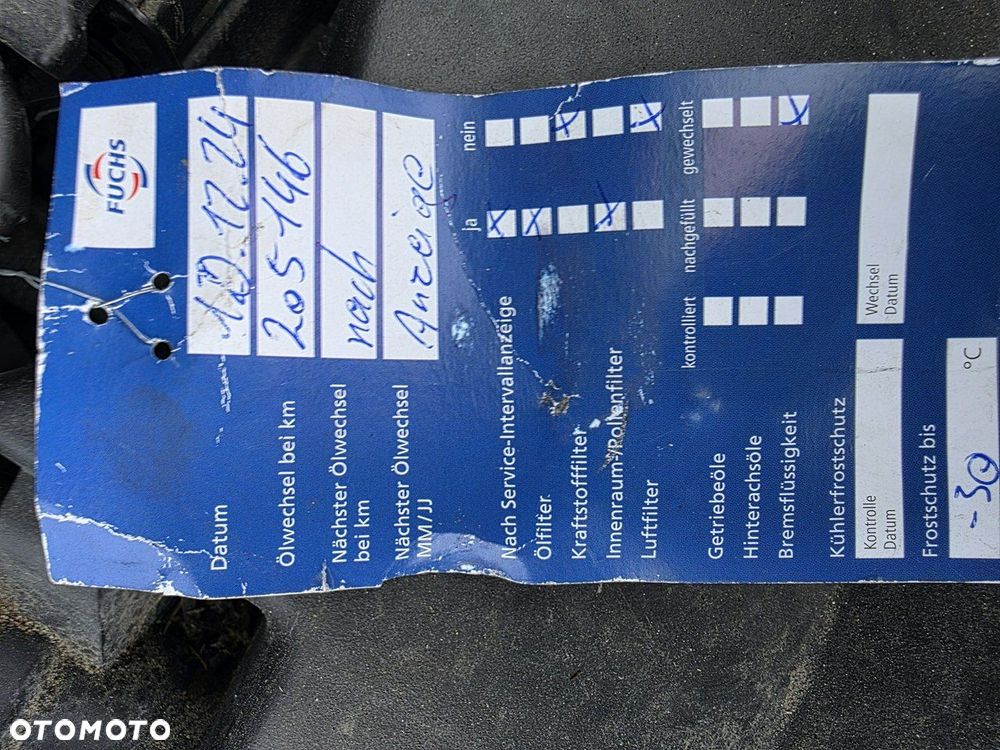 FUCHS
Datum 10.12.24
Ölwechsel bei km 205146
Nächster Ölwechsel
bei km nach
Nächster Ölwechsel
MM/JJ Anzeige
ja nein
Nach Service-Intervallanzeige
Ölfilter
Kraftstofffilter
Innenraum-/Pollenfilter
Luftfilter
kontrolliert nachgefüllt gewechselt
Getriebeöle
Hinterachsöle
Bremsflüssigkeit
Kühlerfrostschutz
Kontrolle
Datum
Wechsel
Datum
Frostschutz bis
-30 °C
OTOMOTO